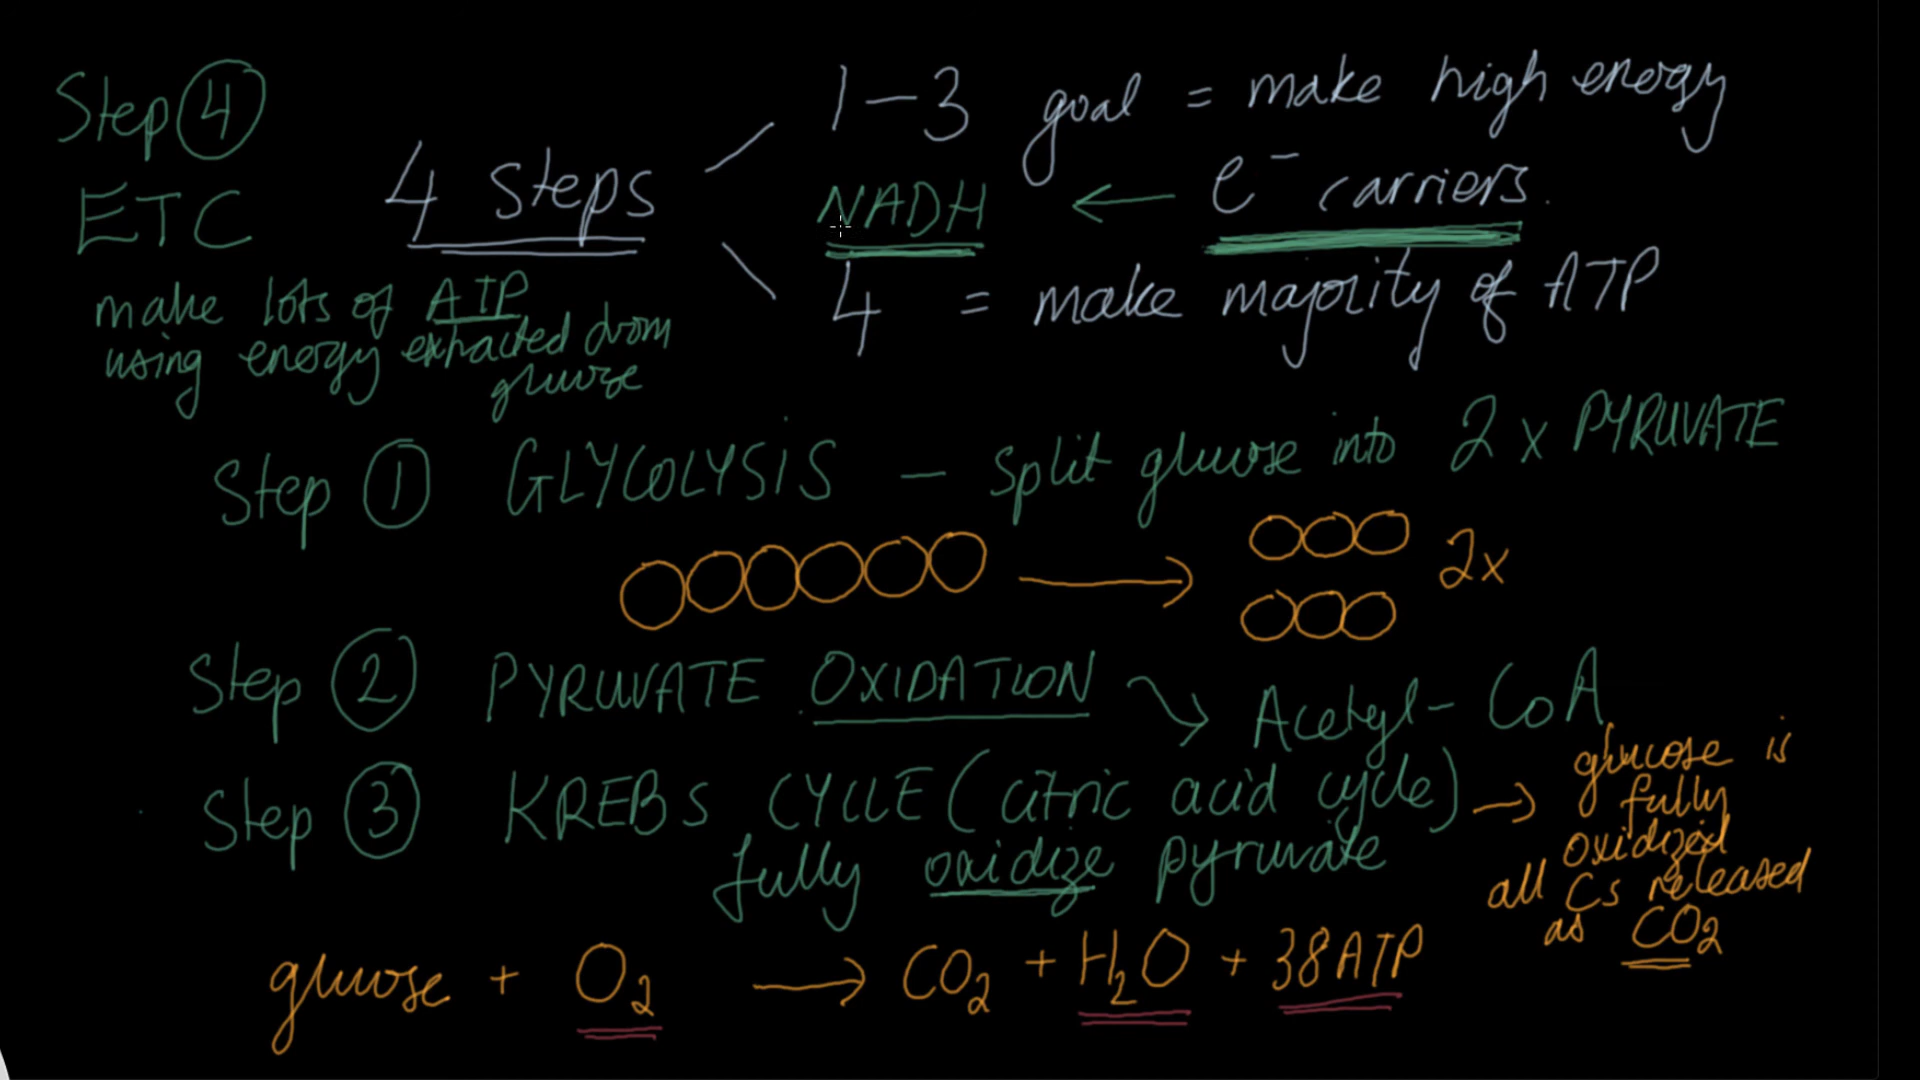 Step 4
ETC
make lots of ATP
using energy extracted from
glucose
4 steps
1-3 goal = make high energy
NADH ← e⁻ carriers.
4 = make majority of ATP
Step 1 GLYCOLYSIS - split glucose into 2 x PYRUVATE
2x
Step 2 PYRUVATE OXIDATION → Acetyl-CoA
Step 3 KREBS CYCLE (citric acid cycle) →
fully oxidize pyruvate
glucose is
fully
oxidized
all Cs released
as CO₂
glucose + O₂ → CO₂ + H₂O + 38 ATP